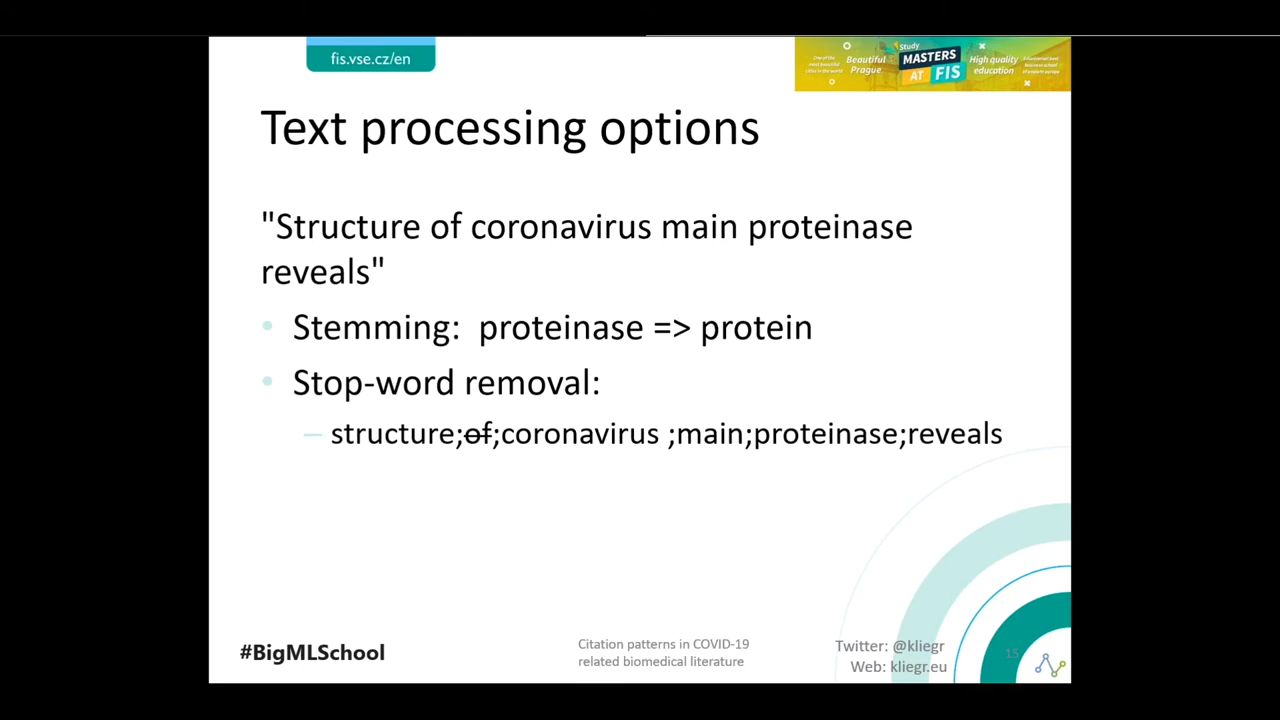 fis.vse.cz/en
Study
MASTERS
AT FIS
Beautiful
Prague
High quality
education
Text processing options
"Structure of coronavirus main proteinase
reveals"
• Stemming:  proteinase => protein
• Stop-word removal:
– structure;of;coronavirus ;main;proteinase;reveals
#BigMLSchool
Citation patterns in COVID-19
related biomedical literature
Twitter: @kliegr
Web: kliegr.eu
15